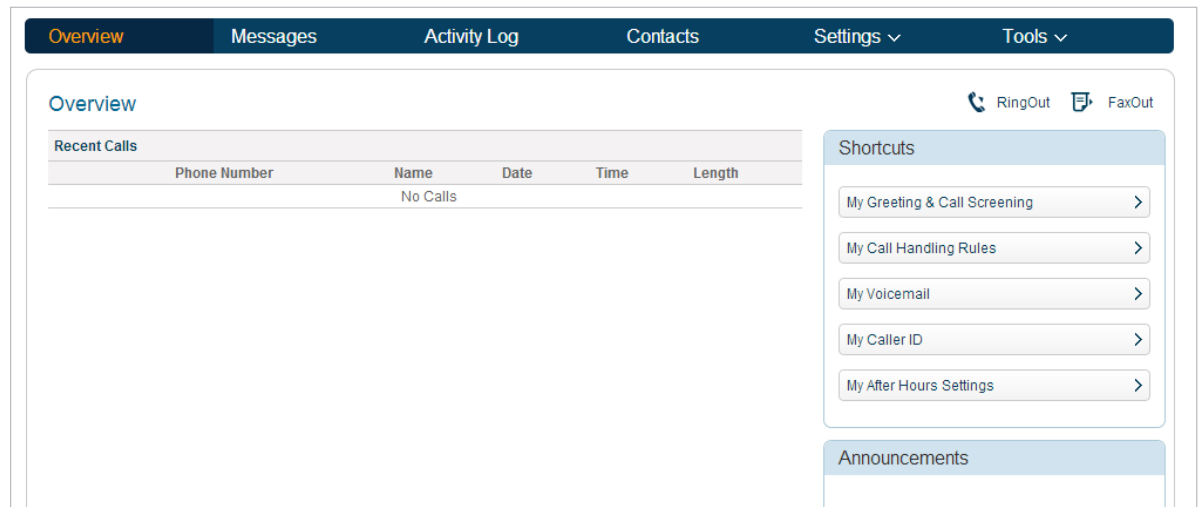 Overview Messages Activity Log Contacts Settings Tools
Overview
RingOut FaxOut
Recent Calls
Phone Number Name Date Time Length
No Calls
Shortcuts
My Greeting & Call Screening
My Call Handling Rules
My Voicemail
My Caller ID
My After Hours Settings
Announcements